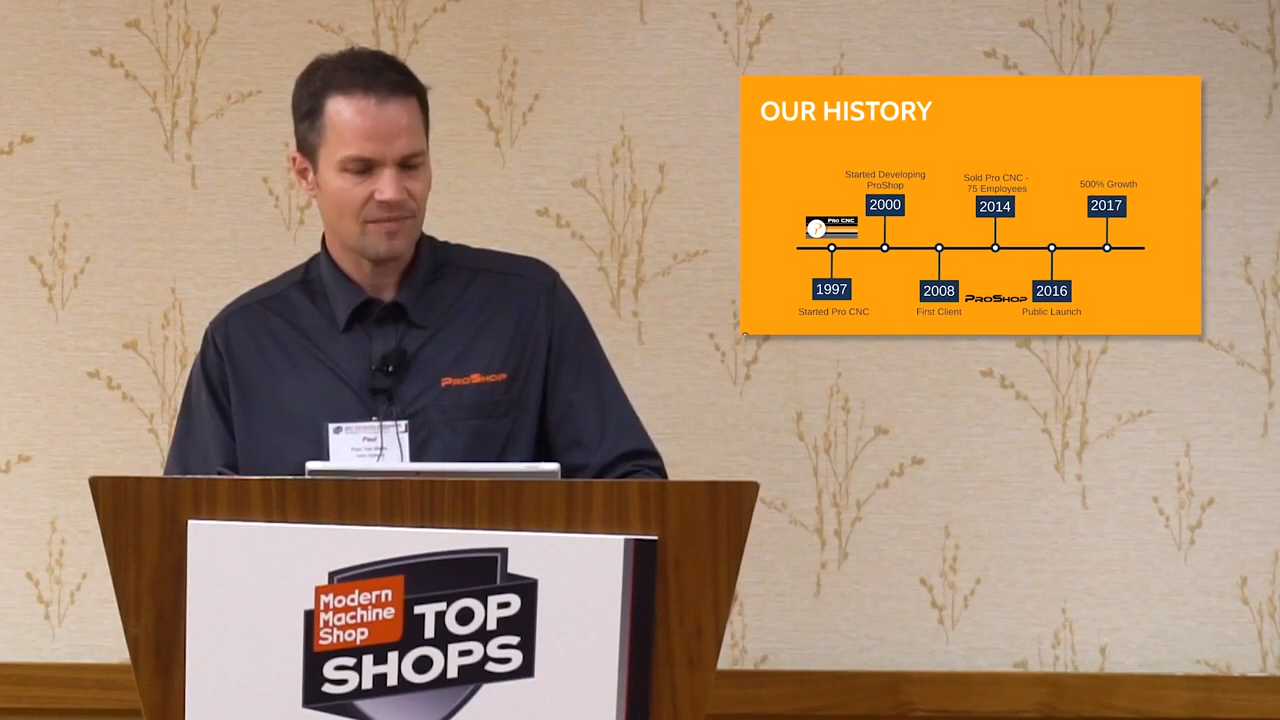 OUR HISTORY
Started Developing
ProShop
2000
Sold Pro CNC -
75 Employees
2014
500% Growth
2017
PRO CNC
1997
Started Pro CNC
2008
First Client
PROSHOP
2016
Public Launch
PROSHOP
Paul
Modern
Machine
Shop
TOP
SHOPS